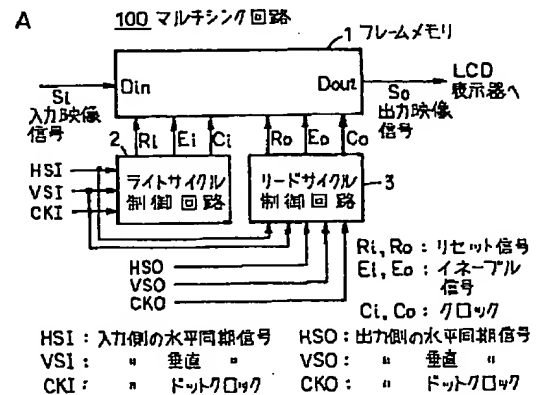 A 100 マルチシング回路
1 フレームメモリ
Din Dout
Si 入力映像信号
So 出力映像信号
LCD表示器へ
Ri Ei Ci Ro Eo Co
2 ライトサイクル制御回路
リードサイクル制御回路 3
HSI
VSI
CKI
HSO
VSO
CKO
Ri, Ro : リセット信号
Ei, Eo : イネーブル信号
Ci, Co : クロック
HSI : 入力側の水平同期信号 HSO : 出力側の水平同期信号
VSI : 〃 垂直 〃 VSO : 〃 垂直 〃
CKI : 〃 ドットクロック CKO : 〃 ドットクロック